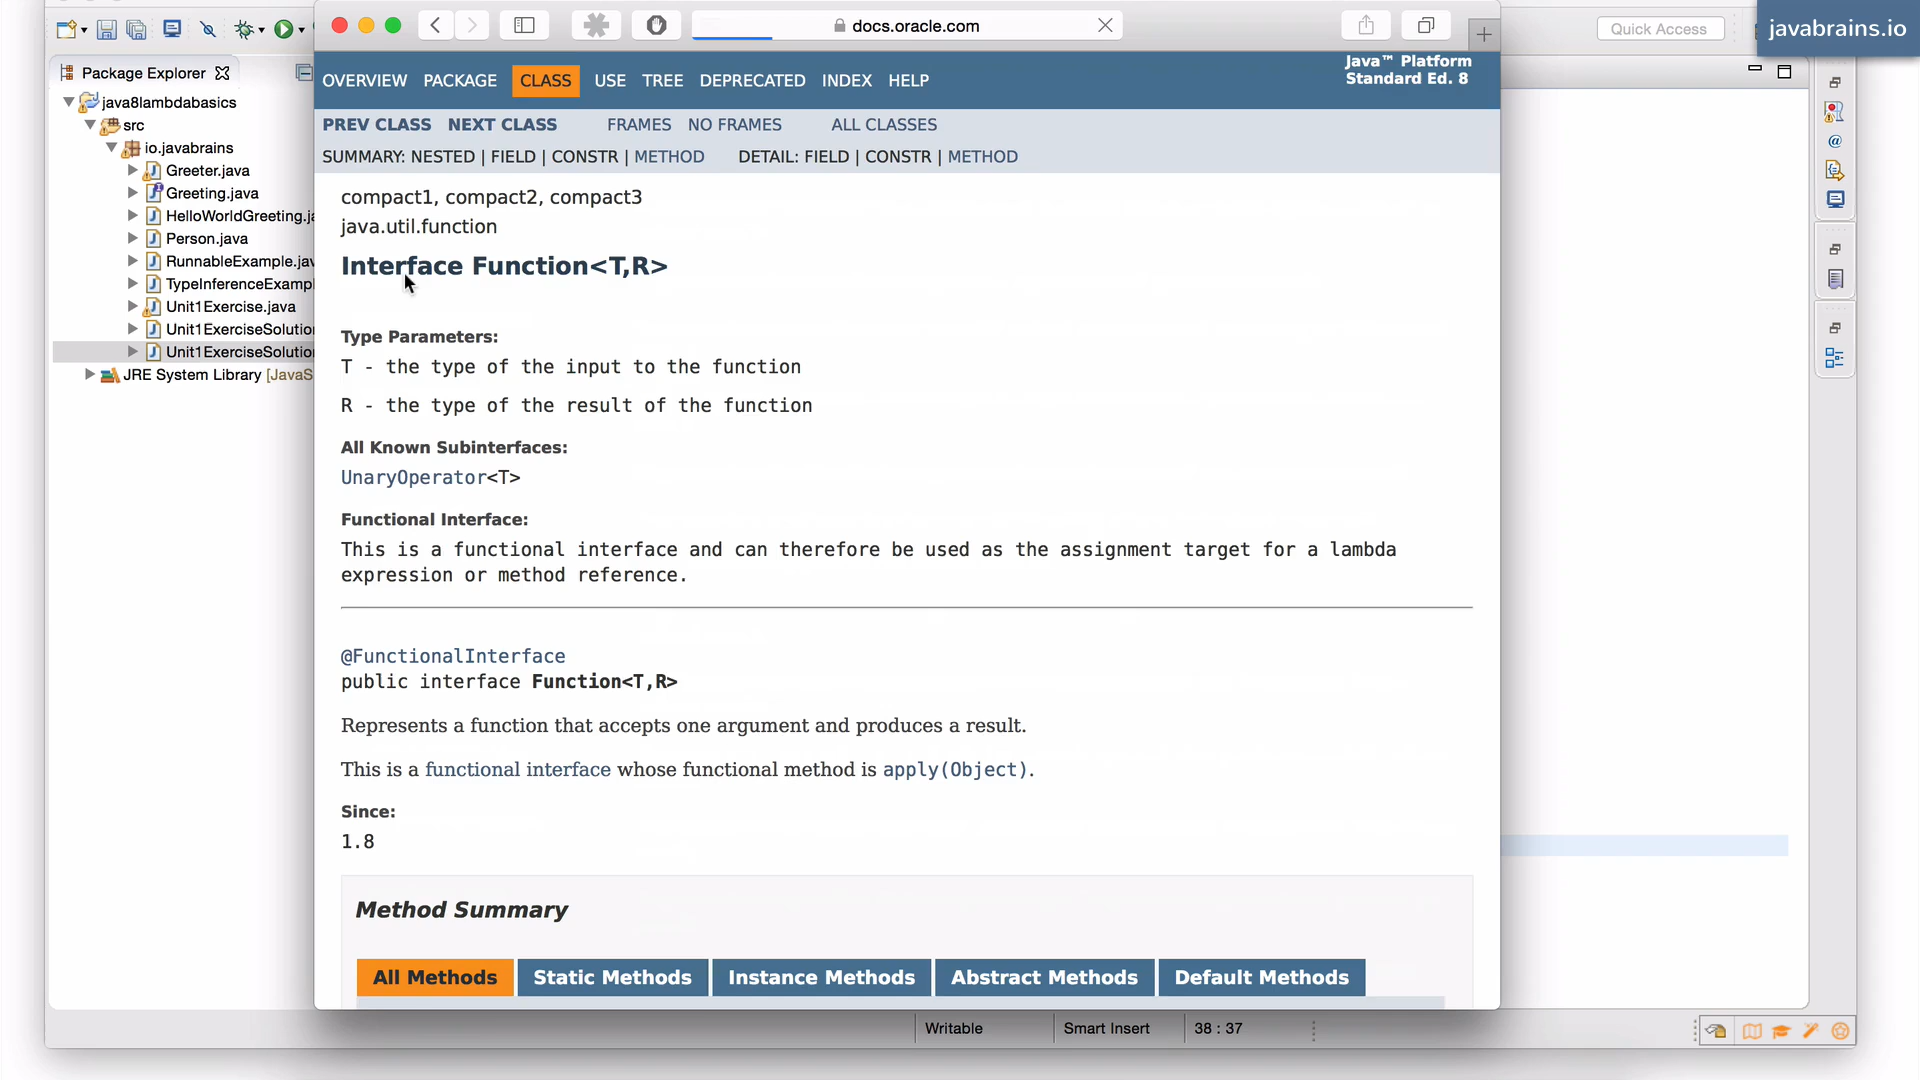 docs.oracle.com
Quick Access
javabrains.io
Package Explorer
java8lambdabasics
src
io.javabrains
Greeter.java
Greeting.java
HelloWorldGreeting.ja
Person.java
RunnableExample.jav
TypeInferenceExamp
Unit1Exercise.java
Unit1ExerciseSolutio
Unit1ExerciseSolutio
JRE System Library [JavaS
OVERVIEW PACKAGE CLASS USE TREE DEPRECATED INDEX HELP
Java™ Platform
Standard Ed. 8
PREV CLASS NEXT CLASS FRAMES NO FRAMES ALL CLASSES
SUMMARY: NESTED | FIELD | CONSTR | METHOD DETAIL: FIELD | CONSTR | METHOD
compact1, compact2, compact3
java.util.function
Interface Function<T,R>
Type Parameters:
T - the type of the input to the function
R - the type of the result of the function
All Known Subinterfaces:
UnaryOperator<T>
Functional Interface:
This is a functional interface and can therefore be used as the assignment target for a lambda
expression or method reference.
@FunctionalInterface
public interface Function<T,R>
Represents a function that accepts one argument and produces a result.
This is a functional interface whose functional method is apply(Object).
Since:
1.8
Method Summary
All Methods Static Methods Instance Methods Abstract Methods Default Methods
Writable Smart Insert 38 : 37